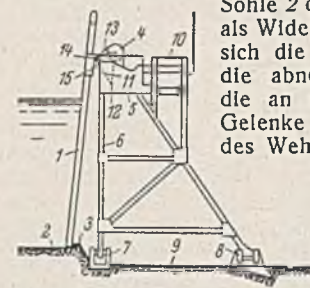 Sohle 2 d
als Wide
sich die
die abne
die an
Gelenke
des Weh
13 4
14
10
15
11
12 5
6
1
2
3
7
9
8